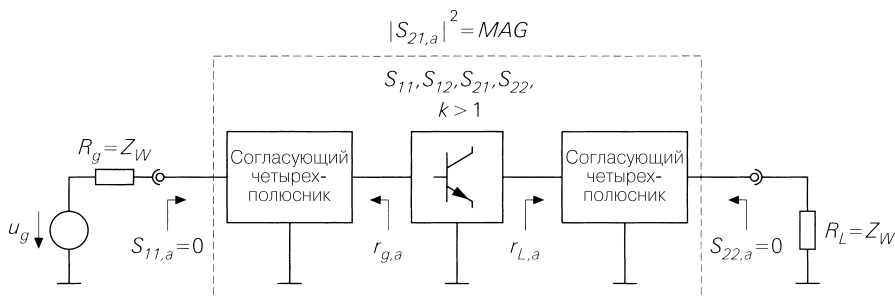 |S21,a|² = MAG
S11, S12, S21, S22,
k > 1
Rg = ZW
Согласующий
четырех-
полюсник
Согласующий
четырех-
полюсник
ug
S11,a = 0
rg,a
rL,a
S22,a = 0
RL = ZW